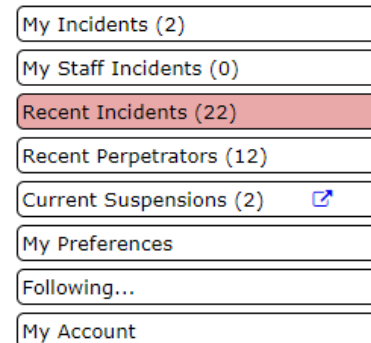 My Incidents (2)
My Staff Incidents (0)
Recent Incidents (22)
Recent Perpetrators (12)
Current Suspensions (2)
My Preferences
Following...
My Account